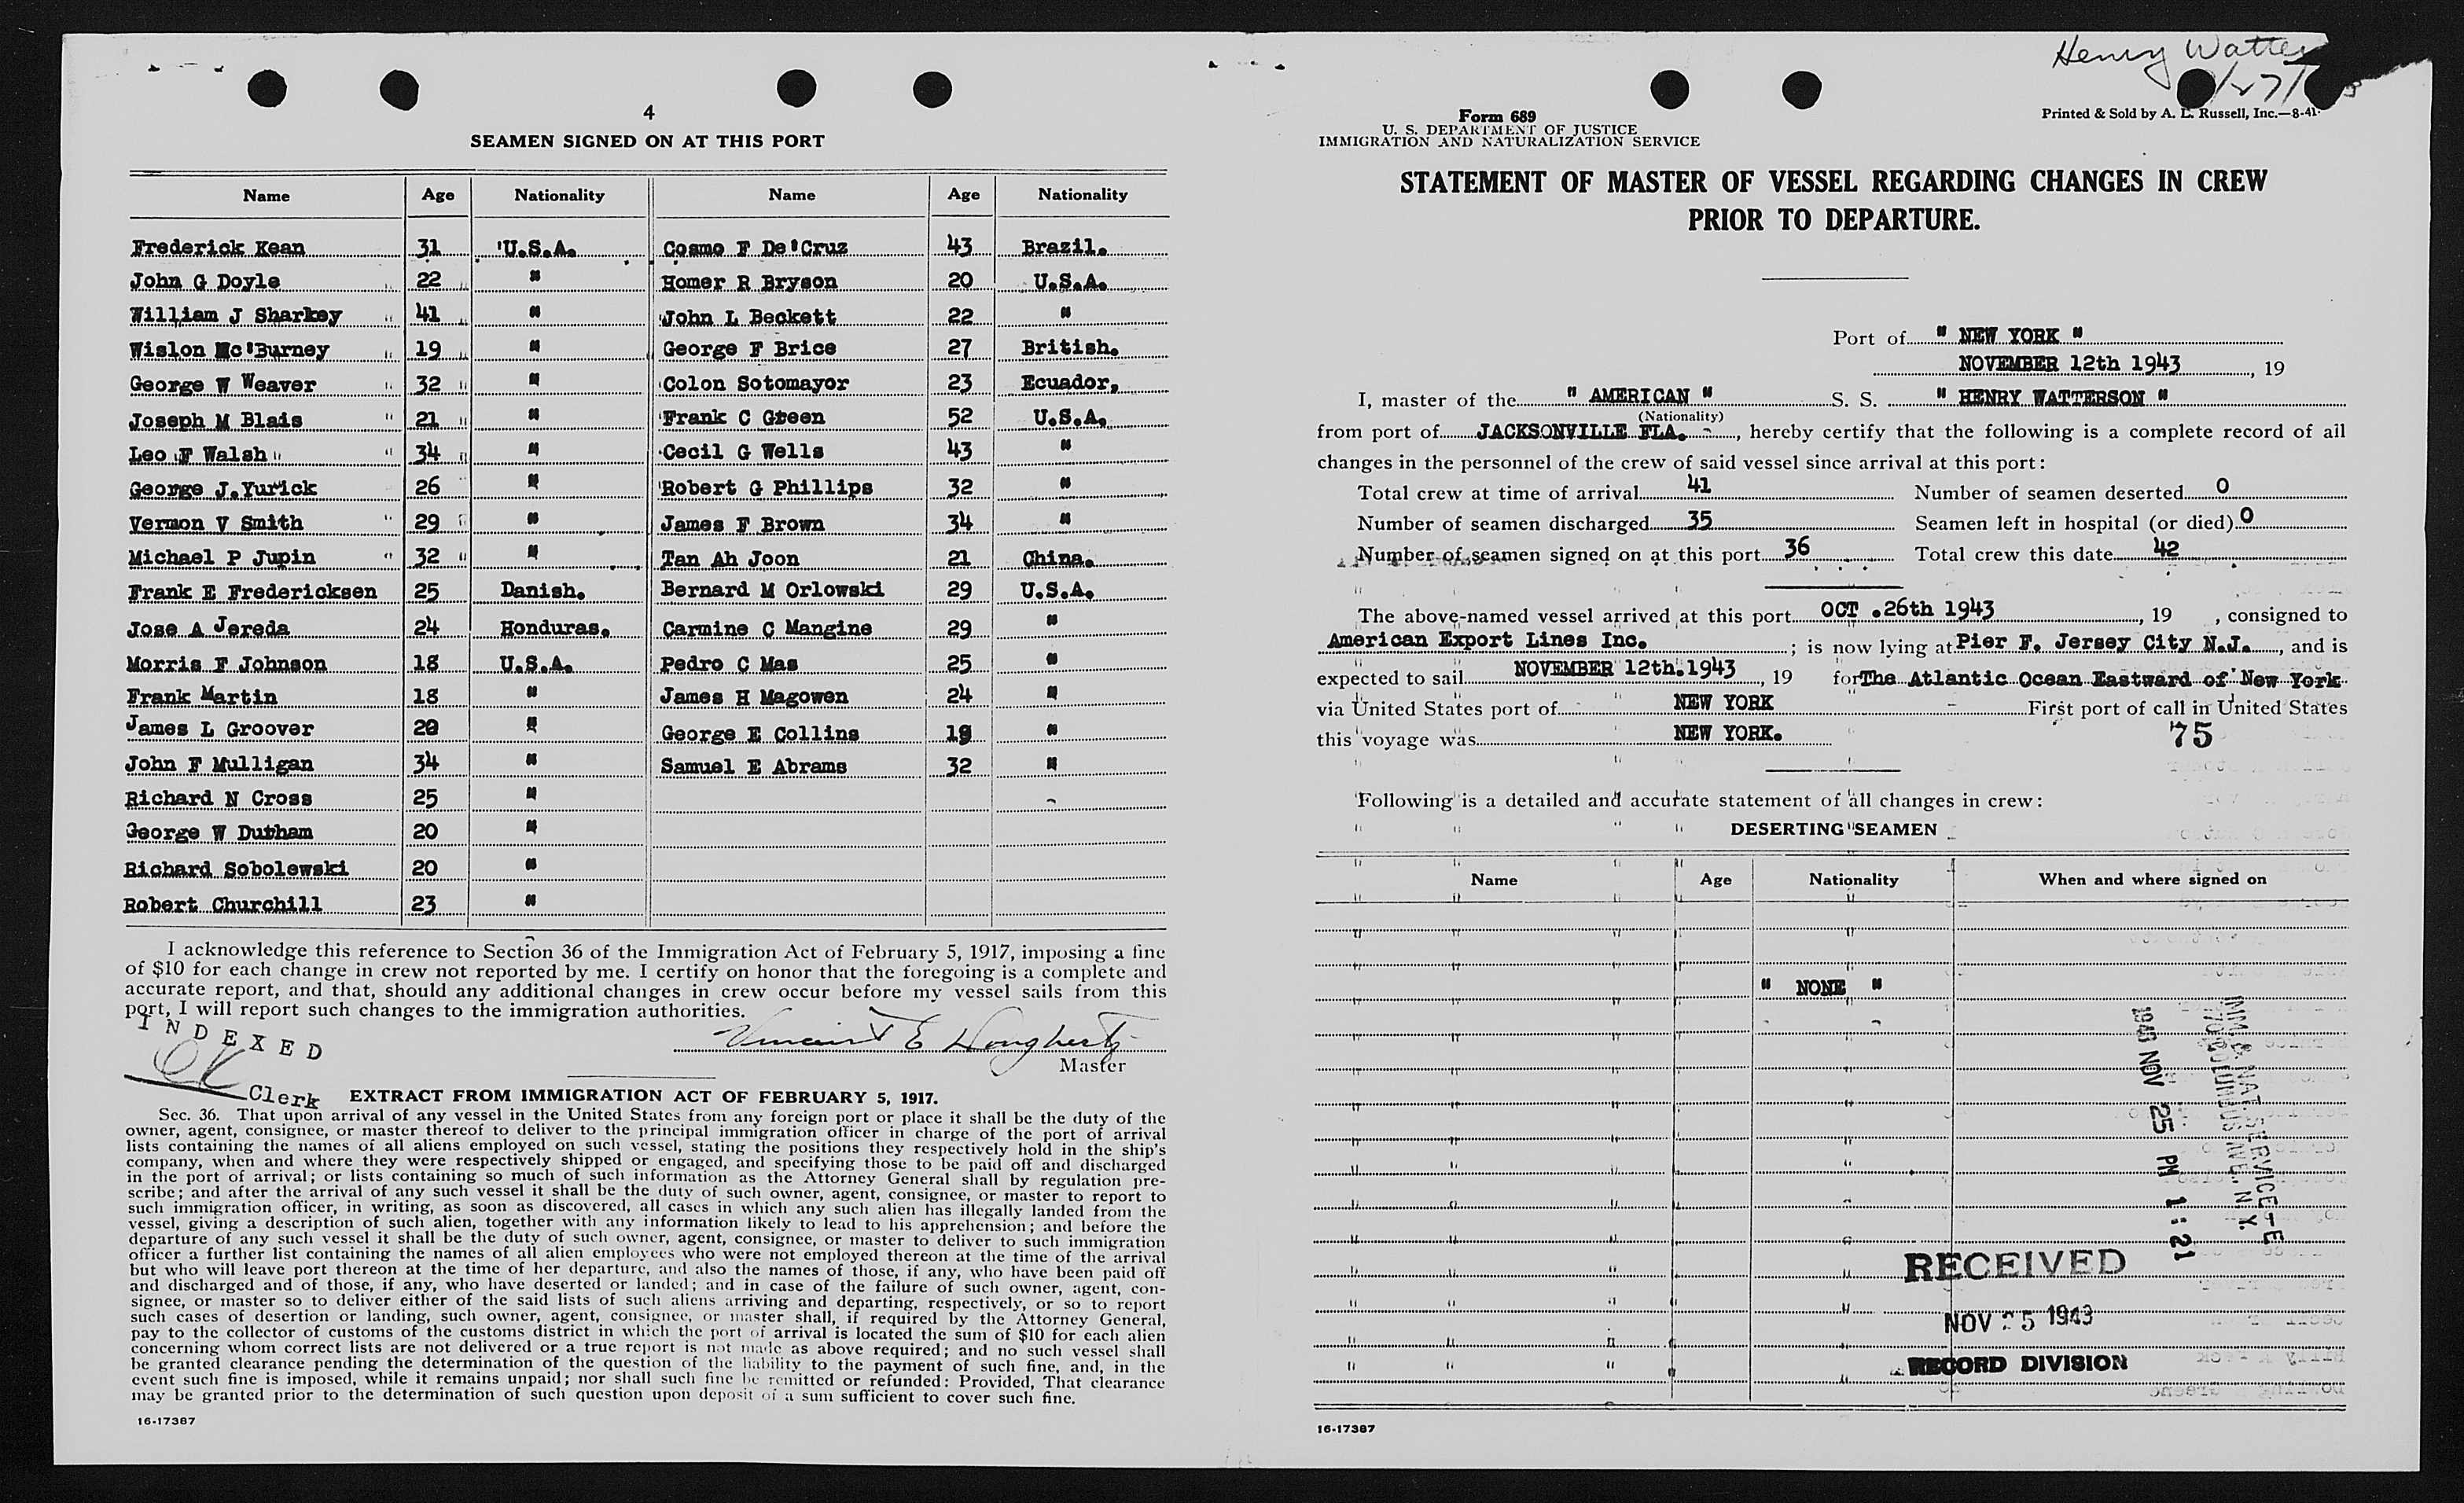 4
SEAMEN SIGNED ON AT THIS PORT
Name Age Nationality Name Age Nationality
Frederick Kean 31 U.S.A. Cosmo F De'Cruz 43 Brazil.
John G Doyle 22 " Homer R Bryson 20 U.S.A.
William J Sharkey 41 " John L Beckett 22 "
Wislon Mc'Burney 19 " George F Brice 27 British.
George W Weaver 32 " Colon Sotomayor 23 Ecuador.
Joseph M Blais 21 " Frank C Green 52 U.S.A.
Leo F Walsh 34 " Cecil G Wells 43 "
George J.Yurick 26 " Robert G Phillips 32 "
Vermon V Smith 29 " James F Brown 34 "
Michael P Jupin 32 " Tan Ah Joon 21 China.
Frank E Fredericksen 25 Danish. Bernard M Orlowski 29 U.S.A.
Jose A Jereda 24 Honduras. Carmine C Mangine 29 "
Morris F Johnson 18 U.S.A. Pedro C Mas 25 "
Frank Martin 18 " James H Magowen 24 "
James L Groover 20 " George E Collins 19 "
John F Mulligan 34 " Samuel E Abrams 32 "
Richard N Cross 25 "
George W Durham 20 "
Richard Sobolewski 20 "
Robert Churchill 23 "
I acknowledge this reference to Section 36 of the Immigration Act of February 5, 1917, imposing a fine
of $10 for each change in crew not reported by me. I certify on honor that the foregoing is a complete and
accurate report, and that, should any additional changes in crew occur before my vessel sails from this
port, I will report such changes to the immigration authorities.
INDEXED
OK
Clerk
Vincent E Dougherty
Master
EXTRACT FROM IMMIGRATION ACT OF FEBRUARY 5, 1917.
Sec. 36. That upon arrival of any vessel in the United States from any foreign port or place it shall be the duty of the
owner, agent, consignee, or master thereof to deliver to the principal immigration officer in charge of the port of arrival
lists containing the names of all aliens employed on such vessel, stating the positions they respectively hold in the ship's
company, when and where they were respectively shipped or engaged, and specifying those to be paid off and discharged
in the port of arrival; or lists containing so much of such information as the Attorney General shall by regulation pre-
scribe; and after the arrival of any such vessel it shall be the duty of such owner, agent, consignee, or master to report to
such immigration officer, in writing, as soon as discovered, all cases in which any such alien has illegally landed from the
vessel, giving a description of such alien, together with any information likely to lead to his apprehension; and before the
departure of any such vessel it shall be the duty of such owner, agent, consignee, or master to deliver to such immigration
officer a further list containing the names of all alien employees who were not employed thereon at the time of the arrival
but who will leave port thereon at the time of her departure, and also the names of those, if any, who have been paid off
and discharged and of those, if any, who have deserted or landed; and in case of the failure of such owner, agent, con-
signee, or master so to deliver either of the said lists of such aliens arriving and departing, respectively, or so to report
such cases of desertion or landing, such owner, agent, consignee, or master shall, if required by the Attorney General,
pay to the collector of customs of the customs district in which the port of arrival is located the sum of $10 for each alien
concerning whom correct lists are not delivered or a true report is not made as above required; and no such vessel shall
be granted clearance pending the determination of the question of the liability to the payment of such fine, and, in the
event such fine is imposed, while it remains unpaid; nor shall such fine be remitted or refunded: Provided, That clearance
may be granted prior to the determination of such question upon deposit of a sum sufficient to cover such fine.
16-17387
Henry Watters
Form 689
U. S. DEPARTMENT OF JUSTICE
IMMIGRATION AND NATURALIZATION SERVICE
Printed & Sold by A. L. Russell, Inc.—8-41
STATEMENT OF MASTER OF VESSEL REGARDING CHANGES IN CREW
PRIOR TO DEPARTURE.
Port of " NEW YORK "
NOVEMBER 12th 1943, 19
I, master of the " AMERICAN " S. S. " HENRY WATTERSON "
(Nationality)
from port of JACKSONVILLE FLA. , hereby certify that the following is a complete record of all
changes in the personnel of the crew of said vessel since arrival at this port:
Total crew at time of arrival 41 Number of seamen deserted 0
Number of seamen discharged 35 Seamen left in hospital (or died) 0
Number of seamen signed on at this port 36 Total crew this date 42
The above-named vessel arrived at this port OCT .26th 1943, 19 , consigned to
American Export Lines Inc. ; is now lying at Pier F. Jersey City N.J. , and is
expected to sail NOVEMBER 12th.1943, 19 for The Atlantic Ocean Eastward of New York
via United States port of NEW YORK First port of call in United States
this voyage was NEW YORK.
75
Following is a detailed and accurate statement of all changes in crew:
DESERTING SEAMEN
Name Age Nationality When and where signed on
" NONE "
IMM. & NAT. SERVICE-E
70 COLUMBUS AVE. N.Y.
1943 NOV 25 PM 1:21
RECEIVED
NOV 25 1943
RECORD DIVISION
16-17387